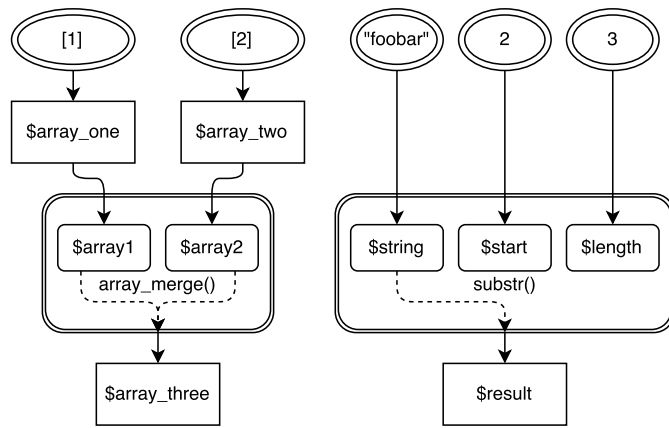 [1]
[2]
"foobar"
2
3
$array_one
$array_two
$array1
$array2
$string
$start
$length
array_merge()
substr()
$array_three
$result